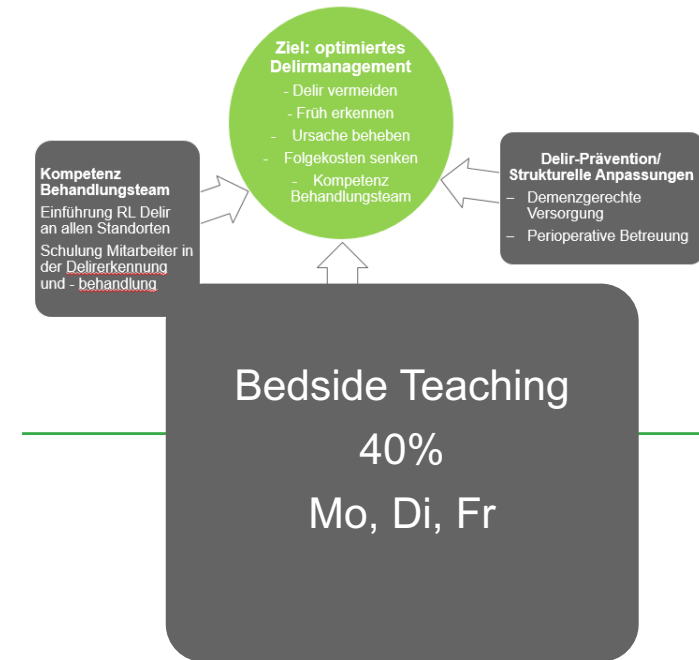 Ziel: optimiertes
Delirmanagement
- Delir vermeiden
- Früh erkennen
- Ursache beheben
- Folgekosten senken
- Kompetenz
Behandlungsteam
Kompetenz
Behandlungsteam
Einführung RL Delir
an allen Standorten
Schulung Mitarbeiter in
der Delirerkennung
und - behandlung
Delir-Prävention/
Strukturelle Anpassungen
– Demenzgerechte
Versorgung
– Perioperative Betreuung
Bedside Teaching
40%
Mo, Di, Fr